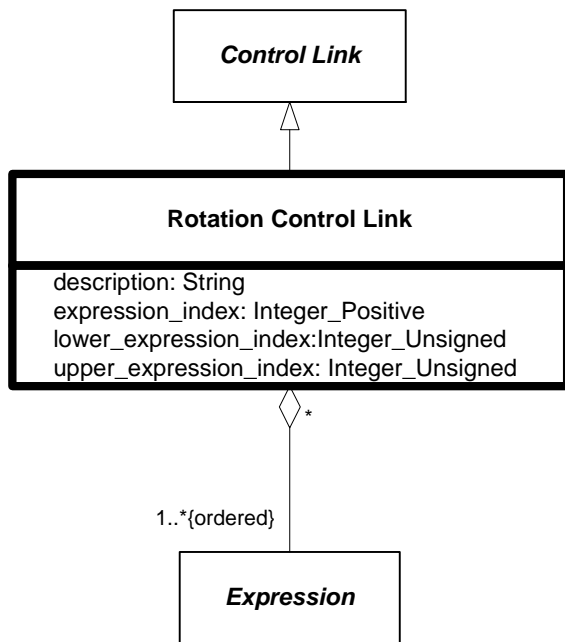 Control Link
Rotation Control Link
description: String
expression_index: Integer_Positive
lower_expression_index:Integer_Unsigned
upper_expression_index: Integer_Unsigned
*
1..*{ordered}
Expression